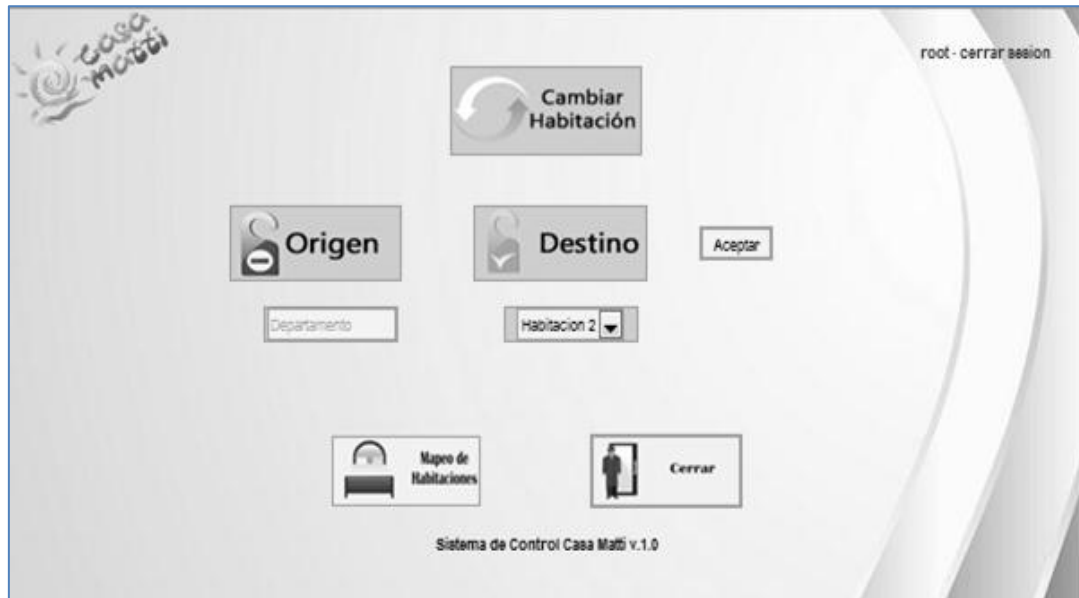 casa
matti
root - cerrar sesion
Cambiar
Habitación
Origen
Destino
Aceptar
Departamento
Habitacion 2
Mapeo de
Habitaciones
Cerrar
Sistema de Control Casa Matti v.1.0